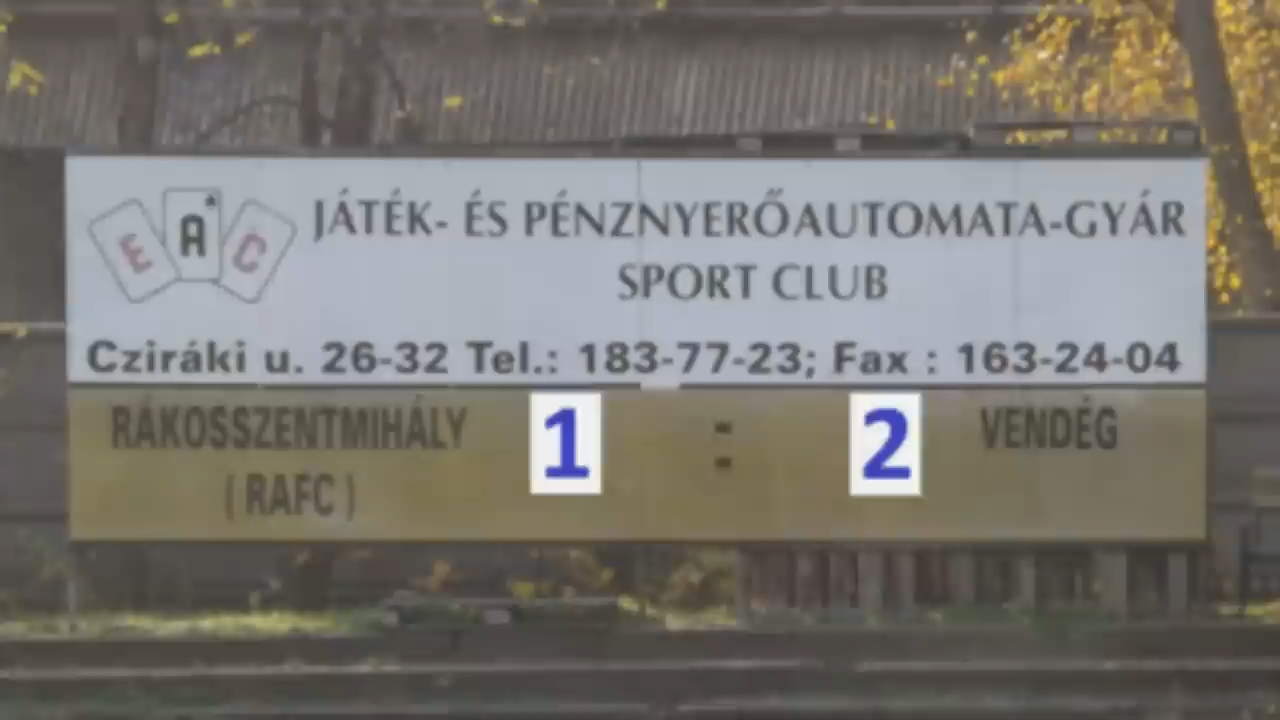 E A C
JÁTÉK- ÉS PÉNZNYERŐAUTOMATA-GYÁR
SPORT CLUB
Cziráki u. 26-32 Tel.: 183-77-23; Fax : 163-24-04
RÁKOSSZENTMIHÁLY 1 : 2 VENDÉG
( RAFC )